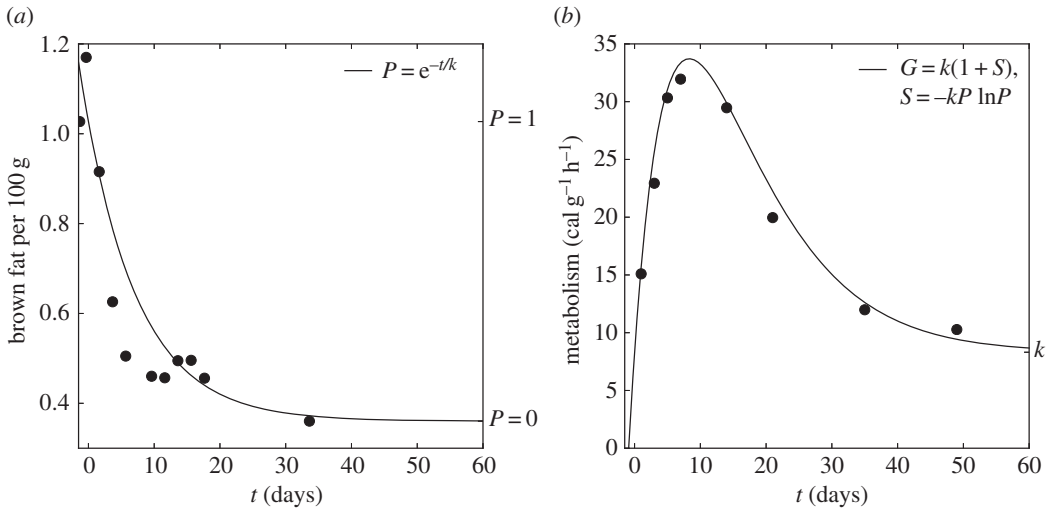 (a)
1.2
1.0
0.8
0.6
0.4
brown fat per 100 g
P = e–t/k
P = 1
P = 0
0 10 20 30 40 50 60
t (days)
(b)
35
30
25
20
15
10
5
0
metabolism (cal g–1 h–1)
G = k(1 + S),
S = –kP lnP
k
0 10 20 30 40 50 60
t (days)